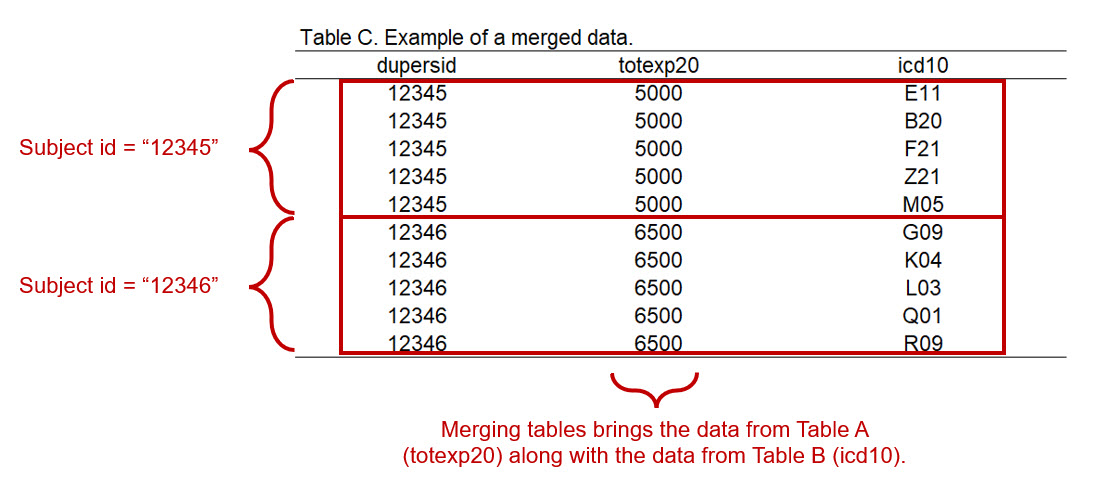 Table C. Example of a merged data.
dupersid totexp20 icd10
12345 5000 E11
12345 5000 B20
Subject id = “12345” 12345 5000 F21
12345 5000 Z21
12345 5000 M05
12346 6500 G09
12346 6500 K04
Subject id = “12346” 12346 6500 L03
12346 6500 Q01
12346 6500 R09
Merging tables brings the data from Table A
(totexp20) along with the data from Table B (icd10).